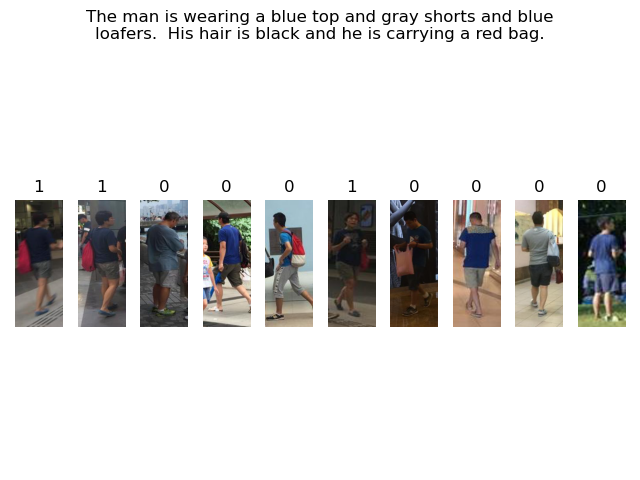 The man is wearing a blue top and gray shorts and blue
loafers.  His hair is black and he is carrying a red bag.
1 1 0 0 0 1 0 0 0 0